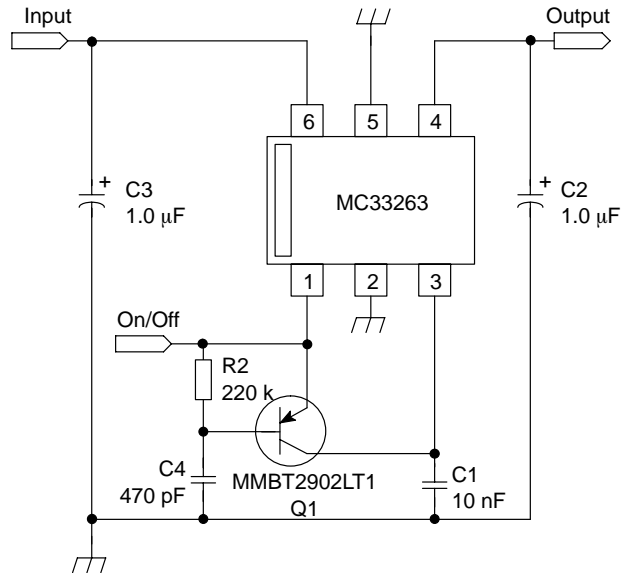 Input
Output
6
5
4
C3
1.0 μF
+
MC33263
+
C2
1.0 μF
1
2
3
On/Off
R2
220 k
C4
470 pF
MMBT2902LT1
Q1
C1
10 nF